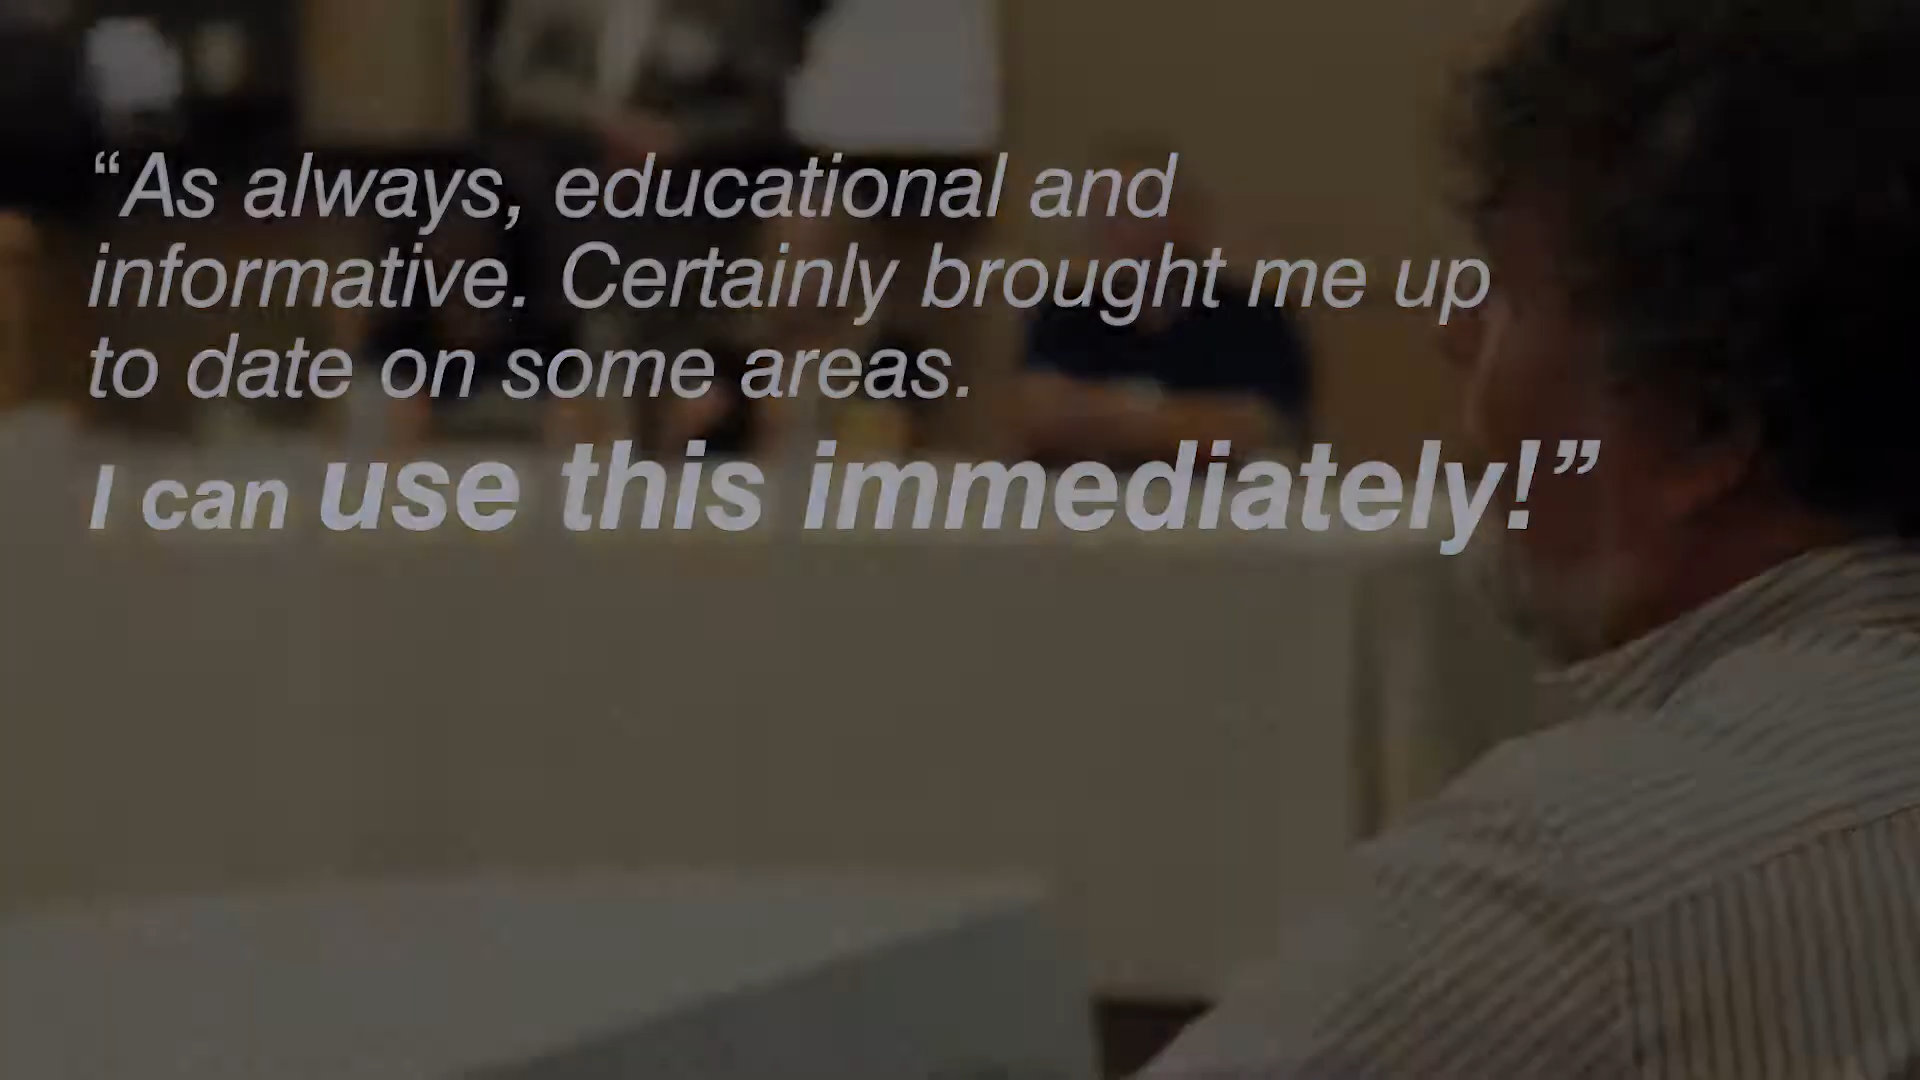 “As always, educational and
informative. Certainly brought me up
to date on some areas.
I can use this immediately!”